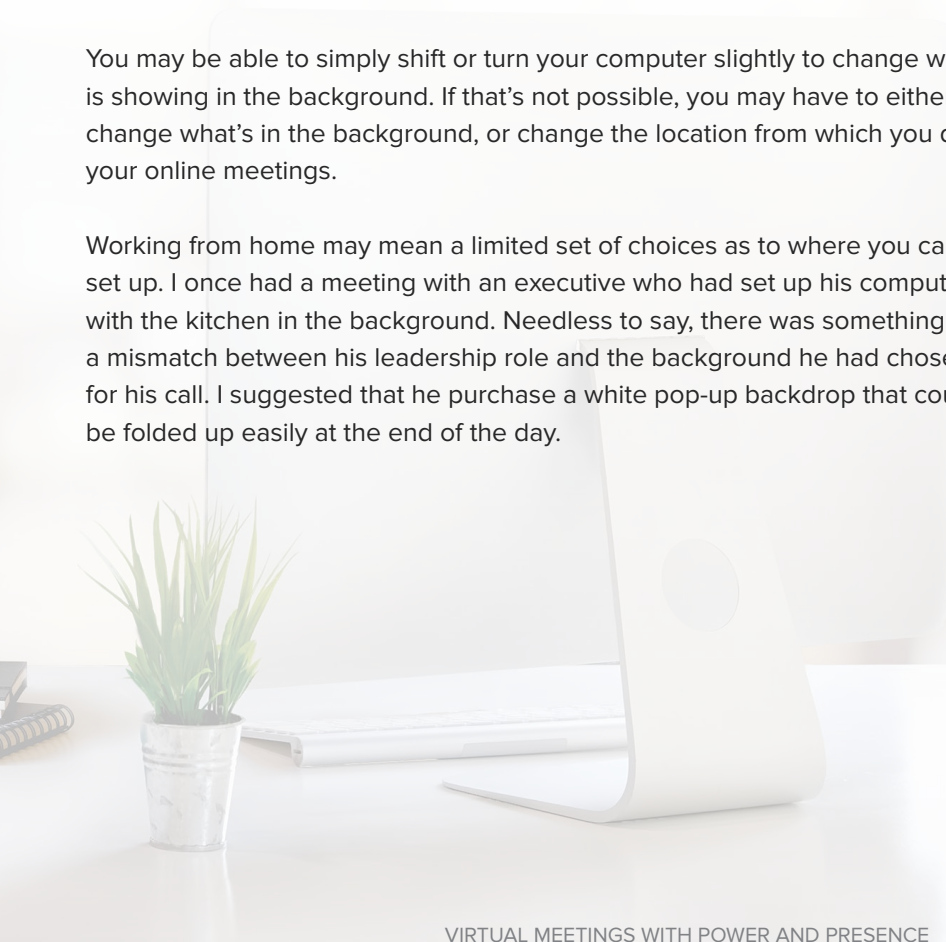 You may be able to simply shift or turn your computer slightly to change
is showing in the background. If that’s not possible, you may have to
change what’s in the background, or change the location from which you
your online meetings.
Working from home may mean a limited set of choices as to where you
set up. I once had a meeting with an executive who had set up his
with the kitchen in the background. Needless to say, there was something
a mismatch between his leadership role and the background he had
for his call. I suggested that he purchase a white pop-up backdrop that
be folded up easily at the end of the day.
VIRTUAL MEETINGS WITH POWER AND PRESENCE